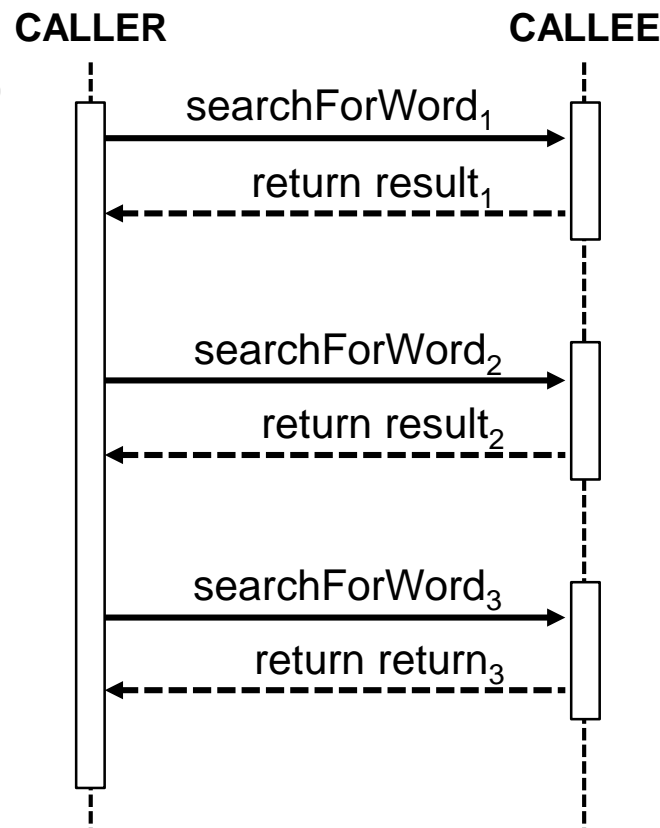 CALLER CALLEE
searchForWord₁
return result₁
searchForWord₂
return result₂
searchForWord₃
return return₃